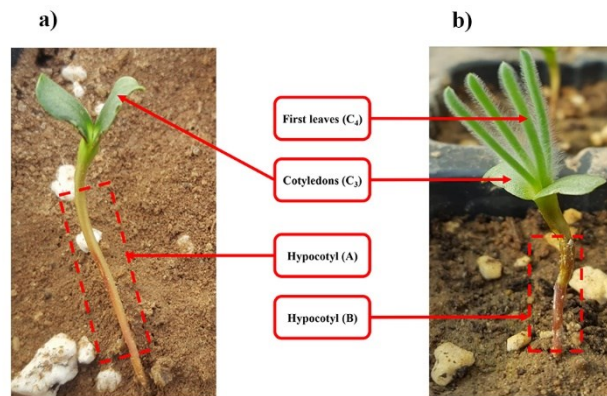 a)
b)
First leaves (C₄)
Cotyledons (C₃)
Hypocotyl (A)
Hypocotyl (B)